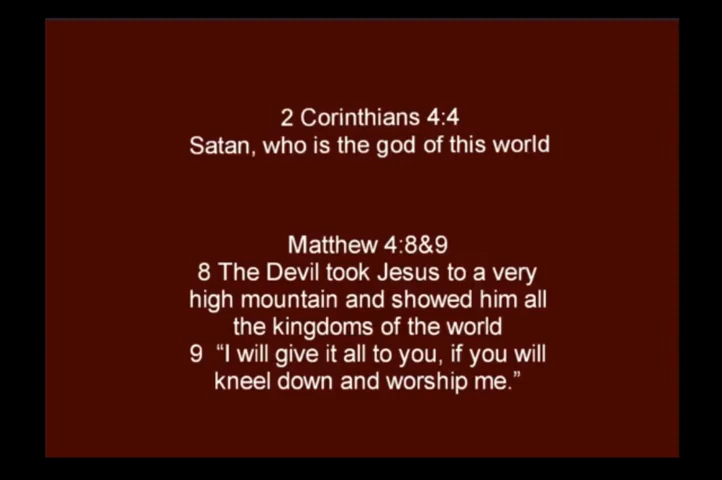 2 Corinthians 4:4
Satan, who is the god of this world
Matthew 4:8&9
8 The Devil took Jesus to a very
high mountain and showed him all
the kingdoms of the world
9 “I will give it all to you, if you will
kneel down and worship me.”